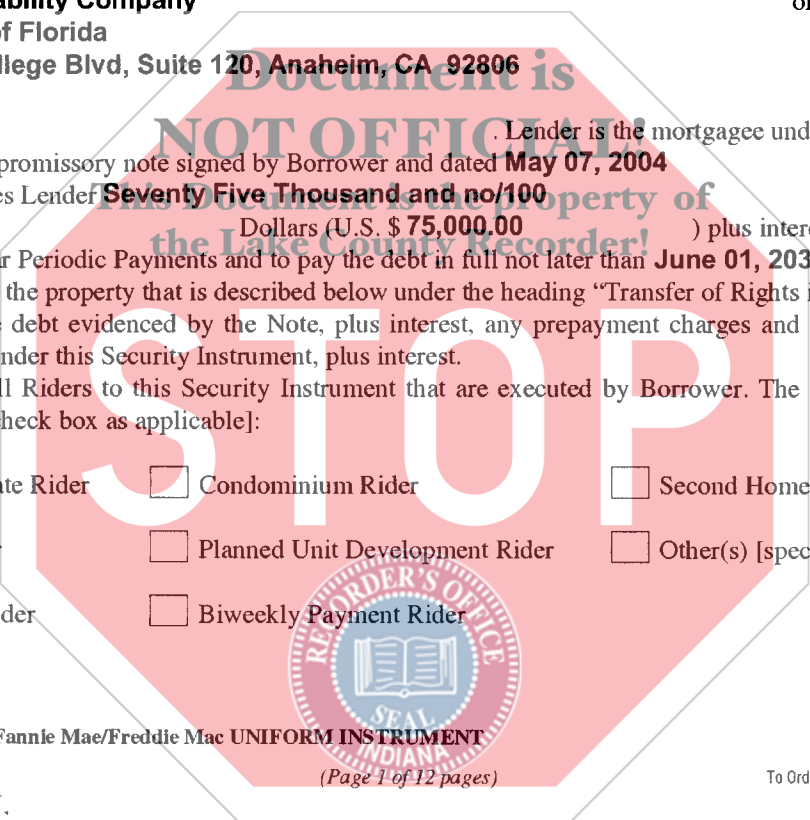 ability Company
of Florida
llege Blvd, Suite 120, Anaheim, CA 92806
Document is
NOT OFFICIAL!
. Lender is the mortgagee und
promissory note signed by Borrower and dated May 07, 2004
es Lender Seventy Five Thousand and no/100
This Document is the property of
Dollars (U.S. $ 75,000.00 ) plus intere
the Lake County Recorder!
r Periodic Payments and to pay the debt in full not later than June 01, 203
the property that is described below under the heading “Transfer of Rights i
e debt evidenced by the Note, plus interest, any prepayment charges and
nder this Security Instrument, plus interest.
ll Riders to this Security Instrument that are executed by Borrower. The
heck box as applicable]:
STOP
ate Rider Condominium Rider Second Home
Planned Unit Development Rider Other(s) [spec
der Biweekly Payment Rider
RECORDER'S OFFICE
SEAL
INDIANA
Fannie Mae/Freddie Mac UNIFORM INSTRUMENT
(Page 1 of 12 pages)
To Ord